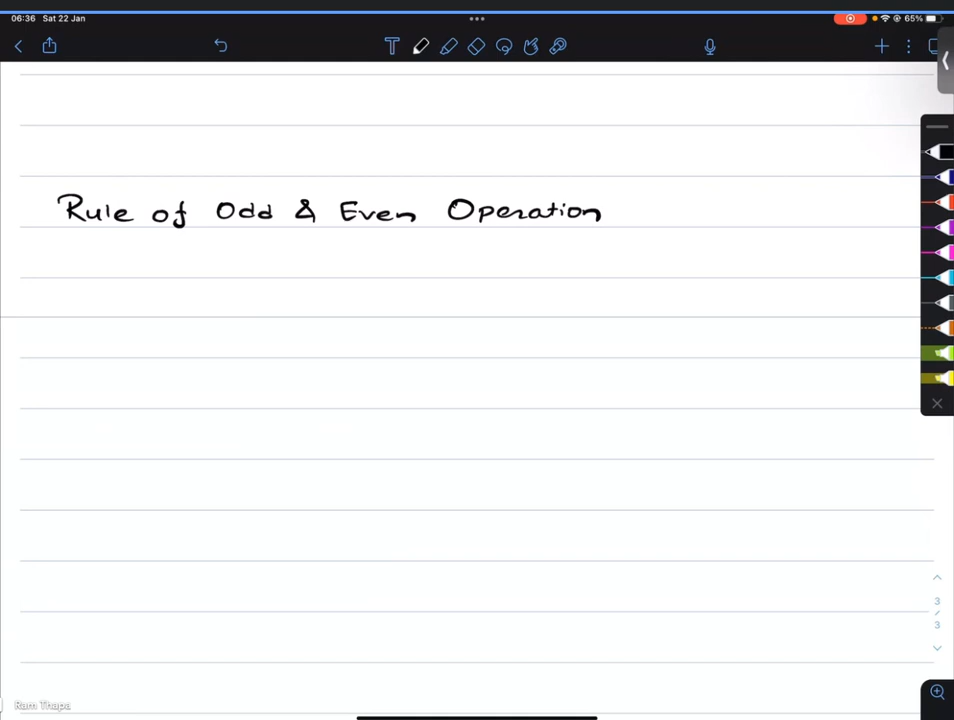 06:36 Sat 22 Jan
65%
Rule of Odd & Even Operation
3
/
3
Ram Thapa